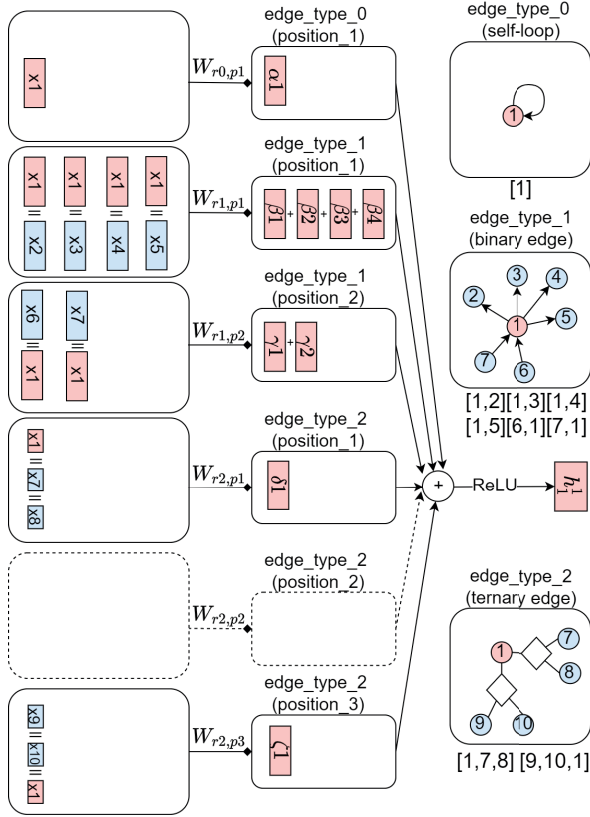 edge_type_0
(position_1)
x1
W_{r0,p1}
α1
edge_type_1
(position_1)
x1 x1 x1 x1
= = = =
x2 x3 x4 x5
W_{r1,p1}
β1 + β2 + β3 + β4
edge_type_1
(position_2)
x6 x7
= =
x1 x1
W_{r1,p2}
γ1 + γ2
edge_type_2
(position_1)
x1
=
x7
=
x8
W_{r2,p1}
δ1
edge_type_2
(position_2)
W_{r2,p2}
edge_type_2
(position_3)
x9
=
x10
=
x1
W_{r2,p3}
ζ1
+
ReLU
h_1^1
edge_type_0
(self-loop)
1
[1]
edge_type_1
(binary edge)
3
4
2
1
5
7
6
[1,2][1,3][1,4]
[1,5][6,1][7,1]
edge_type_2
(ternary edge)
1
7
8
9
10
[1,7,8] [9,10,1]